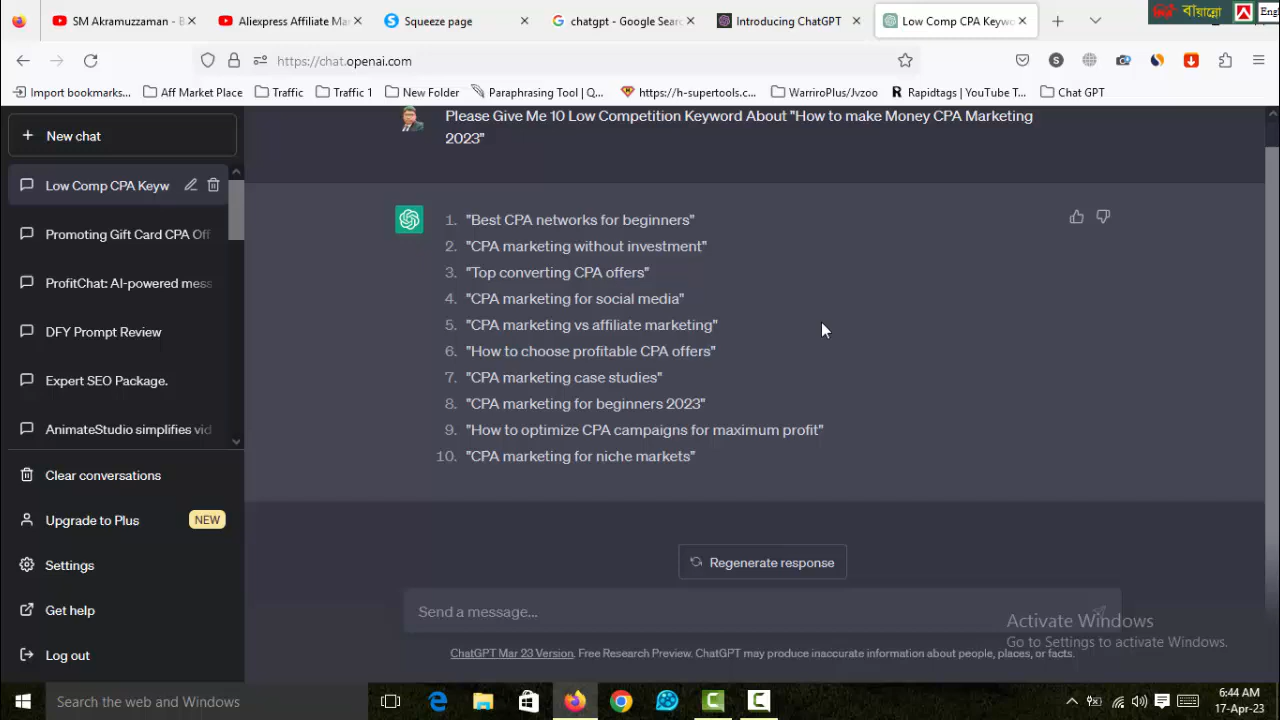 SM Akramuzzaman - B
Aliexpress Affiliate Ma
Squeeze page
chatgpt - Google Searc
Introducing ChatGPT
Low Comp CPA Keywo
বায়ান্নো
Eng
https://chat.openai.com
Import bookmarks...
Aff Market Place
Traffic
Traffic 1
New Folder
Paraphrasing Tool | Q...
https://h-supertools.c...
WarriroPlus/Jvzoo
Rapidtags | YouTube T...
Chat GPT
New chat
Low Comp CPA Keyw
Promoting Gift Card CPA Off
ProfitChat: AI-powered mess
DFY Prompt Review
Expert SEO Package.
AnimateStudio simplifies vid
Clear conversations
Upgrade to Plus NEW
Settings
Get help
Log out
Please Give Me 10 Low Competition Keyword About "How to make Money CPA Marketing
2023"
1. "Best CPA networks for beginners"
2. "CPA marketing without investment"
3. "Top converting CPA offers"
4. "CPA marketing for social media"
5. "CPA marketing vs affiliate marketing"
6. "How to choose profitable CPA offers"
7. "CPA marketing case studies"
8. "CPA marketing for beginners 2023"
9. "How to optimize CPA campaigns for maximum profit"
10. "CPA marketing for niche markets"
Regenerate response
Send a message...
Activate Windows
Go to Settings to activate Windows.
ChatGPT Mar 23 Version. Free Research Preview. ChatGPT may produce inaccurate information about people, places, or facts.
Search the web and Windows
6:44 AM
17-Apr-23